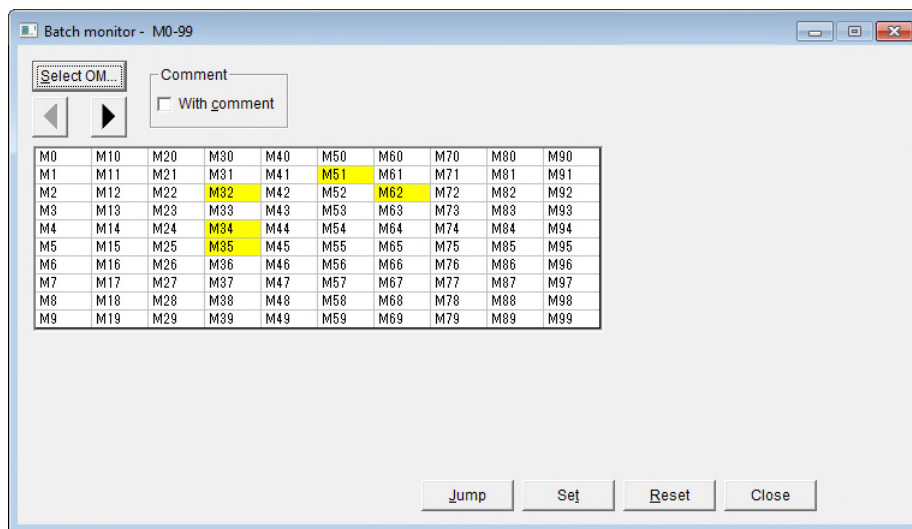 Batch monitor - M0-99
Select OM...
Comment
With comment
M0 M10 M20 M30 M40 M50 M60 M70 M80 M90
M1 M11 M21 M31 M41 M51 M61 M71 M81 M91
M2 M12 M22 M32 M42 M52 M62 M72 M82 M92
M3 M13 M23 M33 M43 M53 M63 M73 M83 M93
M4 M14 M24 M34 M44 M54 M64 M74 M84 M94
M5 M15 M25 M35 M45 M55 M65 M75 M85 M95
M6 M16 M26 M36 M46 M56 M66 M76 M86 M96
M7 M17 M27 M37 M47 M57 M67 M77 M87 M97
M8 M18 M28 M38 M48 M58 M68 M78 M88 M98
M9 M19 M29 M39 M49 M59 M69 M79 M89 M99
Jump Set Reset Close